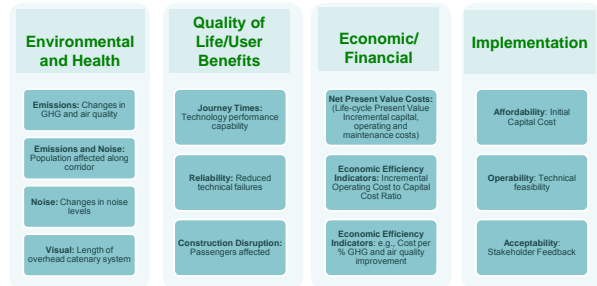 Environmental
and Health
Emissions: Changes in
GHG and air quality
Emissions and Noise:
Population affected along
corridor
Noise: Changes in noise
levels
Visual: Length of
overhead catenary system
Quality of
Life/User
Benefits
Journey Times:
Technology performance
capability
Reliability: Reduced
technical failures
Construction Disruption:
Passengers affected
Economic/
Financial
Net Present Value Costs:
(Life-cycle Present Value
Incremental capital,
operating and
maintenance costs)
Economic Efficiency
Indicators: Incremental
Operating Cost to Capital
Cost Ratio
Economic Efficiency
Indicators: e.g., Cost per
% GHG and air quality
improvement
Implementation
Affordability: Initial
Capital Cost
Operability: Technical
feasibility
Acceptability:
Stakeholder Feedback